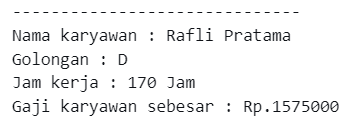 ------------------------------
Nama karyawan : Rafli Pratama
Golongan : D
Jam kerja : 170 Jam
Gaji karyawan sebesar : Rp.1575000